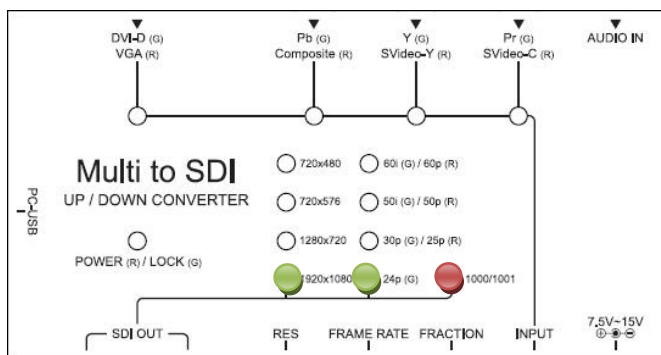 DVI-D (G) Pb (G) Y (G) Pr (G) AUDIO IN
VGA (R) Composite (R) SVideo-Y (R) SVideo-C (R)
Multi to SDI
UP / DOWN CONVERTER
PC-USB
POWER (R) / LOCK (G)
720x480 60i (G) / 60p (R)
720x576 50i (G) / 50p (R)
1280x720 30p (G) / 25p (R)
1920x1080 24p (G) 1000/1001
7.5V~15V
SDI OUT RES FRAME RATE FRACTION INPUT